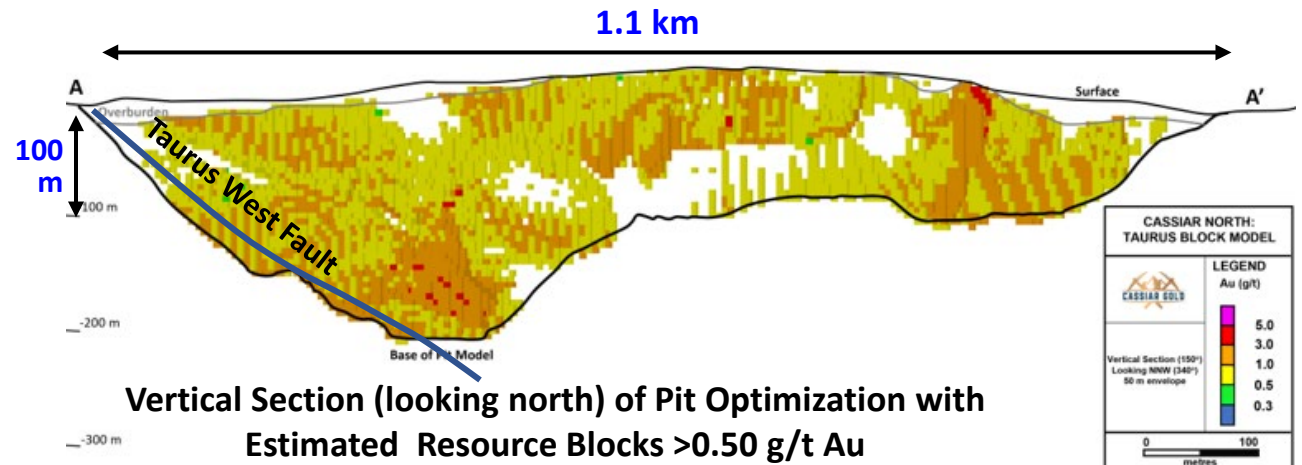 1.1 km
A
A'
Surface
Overburden
100
m
Taurus West Fault
-100 m
-200 m
Base of Pit Model
-300 m
Vertical Section (looking north) of Pit Optimization with
Estimated Resource Blocks >0.50 g/t Au
CASSIAR NORTH:
TAURUS BLOCK MODEL
CASSIAR GOLD
Vertical Section (150°)
Looking NNW (340°)
50 m envelope
LEGEND
Au (g/t)
5.0
3.0
1.0
0.5
0.3
0 100
metres